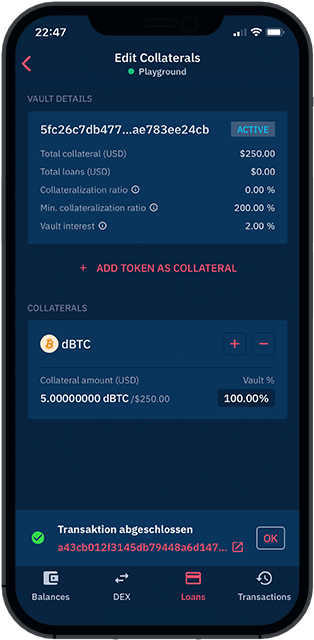 22:47
Edit Collaterals
Playground
VAULT DETAILS
5fc26c7db477...ae783ee24cb ACTIVE
Total collateral (USD) $250.00
Total loans (USD) $0.00
Collateralization ratio 0.00 %
Min. collateralization ratio 200.00 %
Vault interest 2.00 %
+ ADD TOKEN AS COLLATERAL
COLLATERALS
dBTC + −
Collateral amount (USD) Vault %
5.00000000 dBTC /$250.00 100.00%
Transaktion abgeschlossen
a43cb012f3145db79448a6d147... OK
Balances DEX Loans Transactions